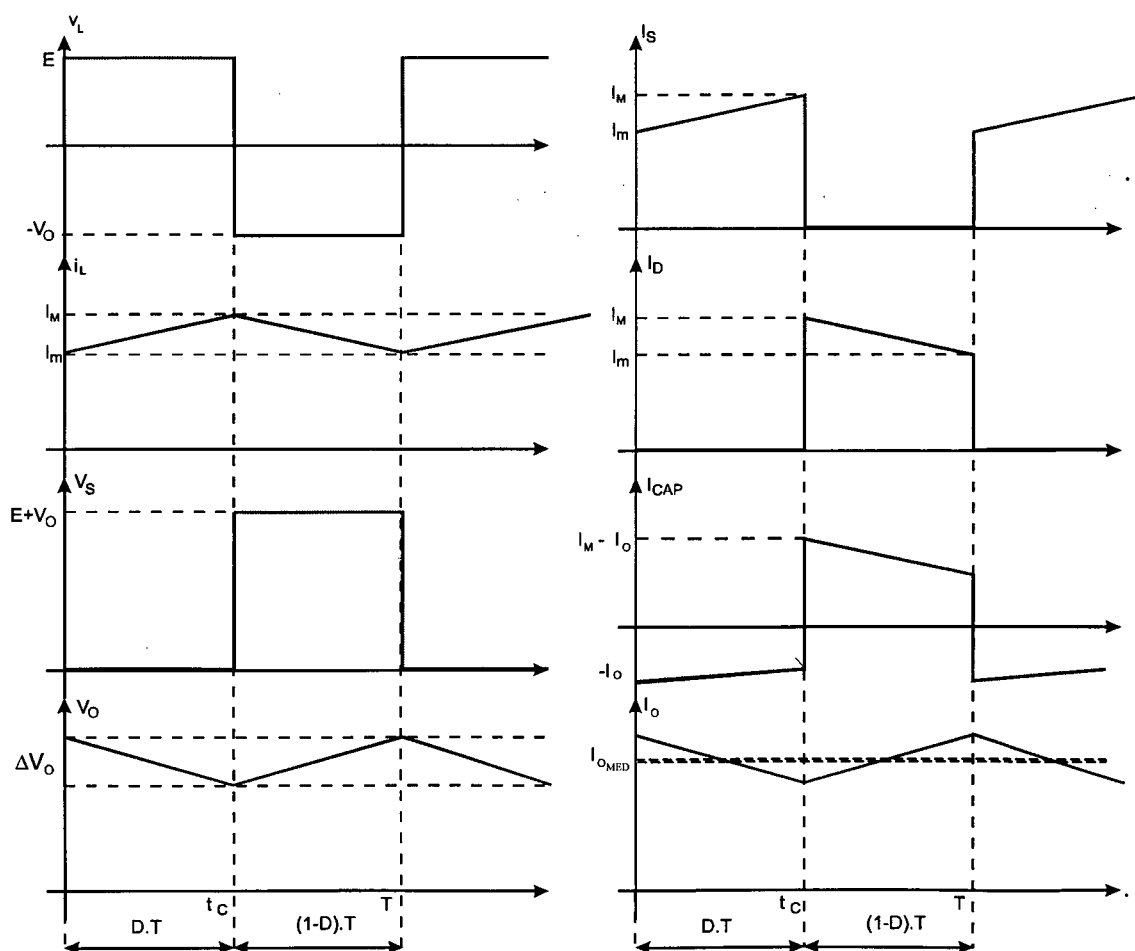 v_L
E
-V_O
i_L
I_M
I_m
V_S
E+V_O
V_O
ΔV_O
t_C
T
D.T
(1-D).T
I_S
I_M
I_m
I_D
I_M
I_m
I_CAP
I_M - I_O
-I_O
I_O
I_OMED
t_C
T
D.T
(1-D).T